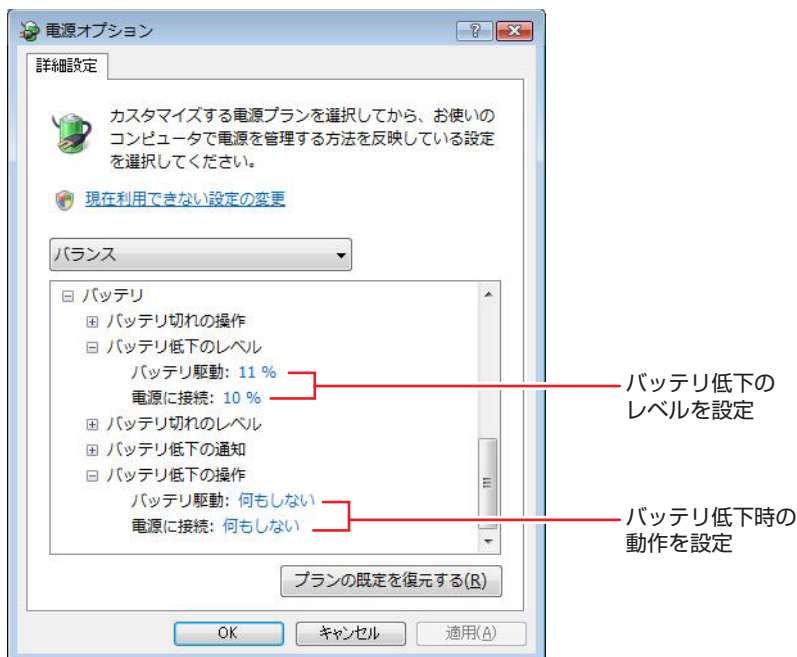 電源オプション
詳細設定
カスタマイズする電源プランを選択してから、お使いの
コンピュータで電源を管理する方法を反映している設定
を選択してください。
現在利用できない設定の変更
バランス
バッテリ
バッテリ切れの操作
バッテリ低下のレベル
バッテリ駆動: 11 %
電源に接続: 10 %
バッテリ切れのレベル
バッテリ低下の通知
バッテリ低下の操作
バッテリ駆動: 何もしない
電源に接続: 何もしない
バッテリ低下の
レベルを設定
バッテリ低下時の
動作を設定
プランの既定を復元する(R)
OK
キャンセル
適用(A)